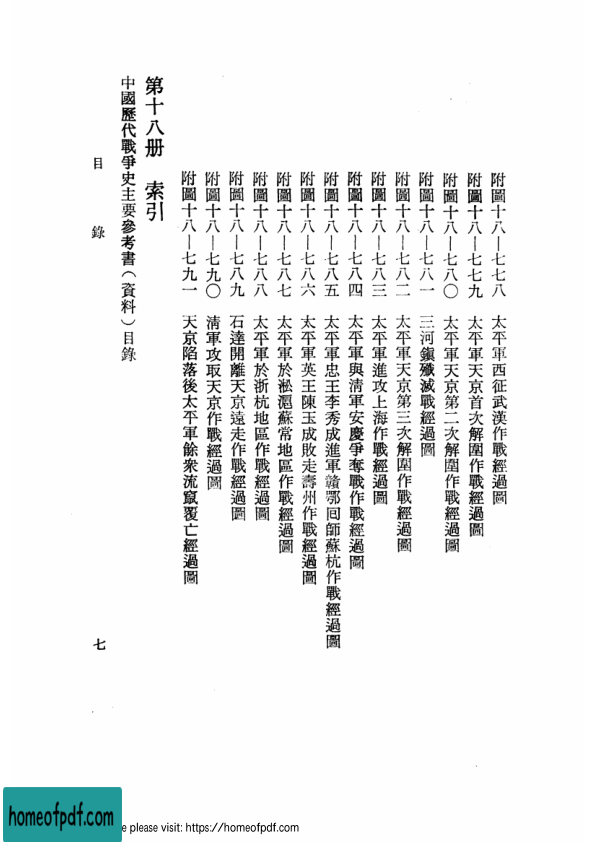 附圖十八—七七八 太平軍西征武漢作戰經過圖
附圖十八—七七九 太平軍天京首次解圍作戰經過圖
附圖十八—七八〇 太平軍天京第二次解圍作戰經過圖
附圖十八—七八一 三河鎮殲滅戰經過圖
附圖十八—七八二 太平軍天京第三次解圍作戰經過圖
附圖十八—七八三 太平軍進攻上海作戰經過圖
附圖十八—七八四 太平軍與清軍安慶爭奪戰作戰經過圖
附圖十八—七八五 太平軍忠王李秀成進軍贛鄂回師蘇杭作戰經過圖
附圖十八—七八六 太平軍英王陳玉成敗走壽州作戰經過圖
附圖十八—七八七 太平軍於淞滬蘇常地區作戰經過圖
附圖十八—七八八 太平軍於浙杭地區作戰經過圖
附圖十八—七八九 石達開離天京遠走作戰經過圖
附圖十八—七九〇 清軍攻取天京作戰經過圖
附圖十八—七九一 天京陷落後太平軍餘衆流竄覆亡經過圖
第十八册 索引
中國歷代戰爭史主要參考書(資料)目錄
目錄
七
homeofpdf.com
e please visit: https://homeofpdf.com